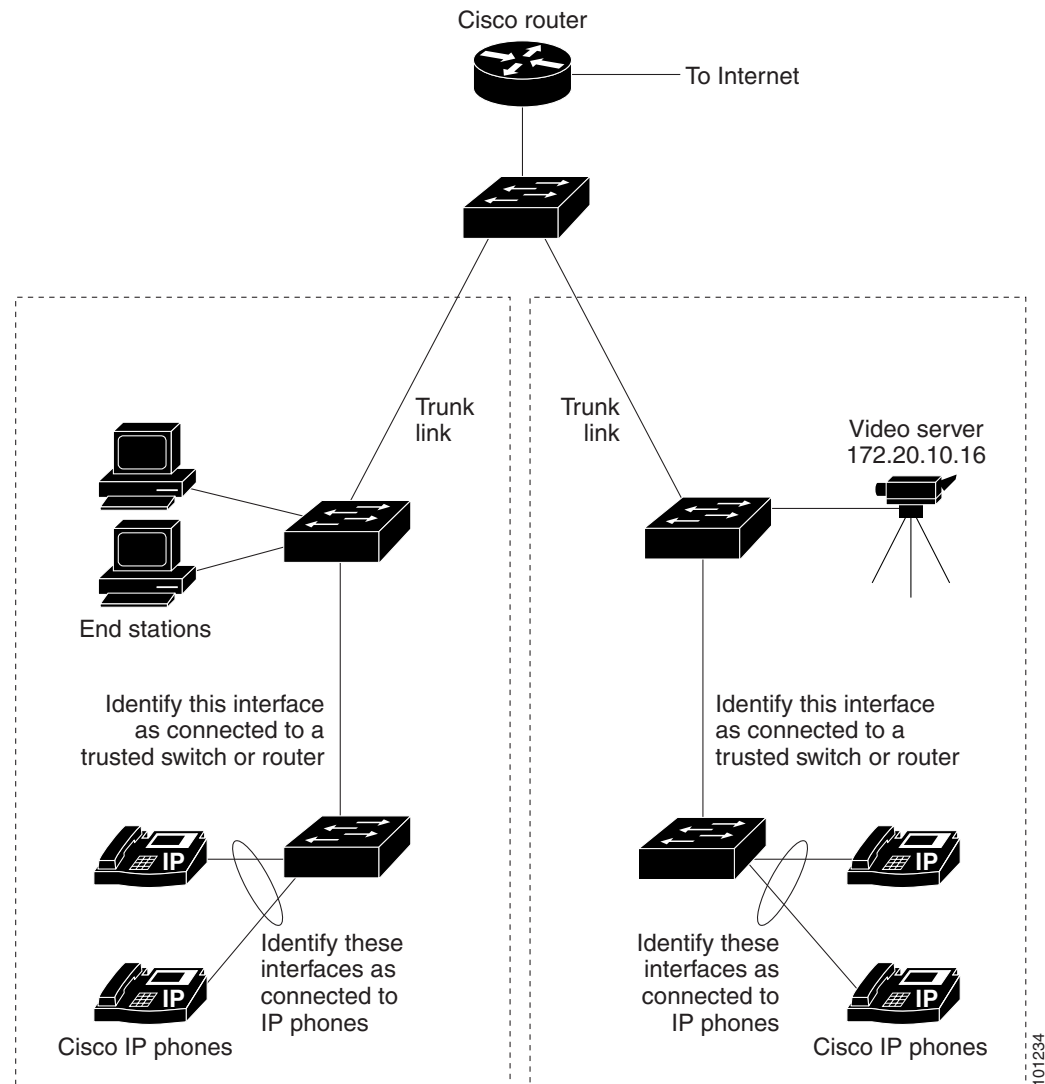 Cisco router
To Internet
Trunk
link
Trunk
link
Video server
172.20.10.16
End stations
Identify this interface
as connected to a
trusted switch or router
Identify this interface
as connected to a
trusted switch or router
IP
IP
Identify these
interfaces as
connected to
IP phones
Identify these
interfaces as
connected to
IP phones
IP
IP
Cisco IP phones
Cisco IP phones
101234